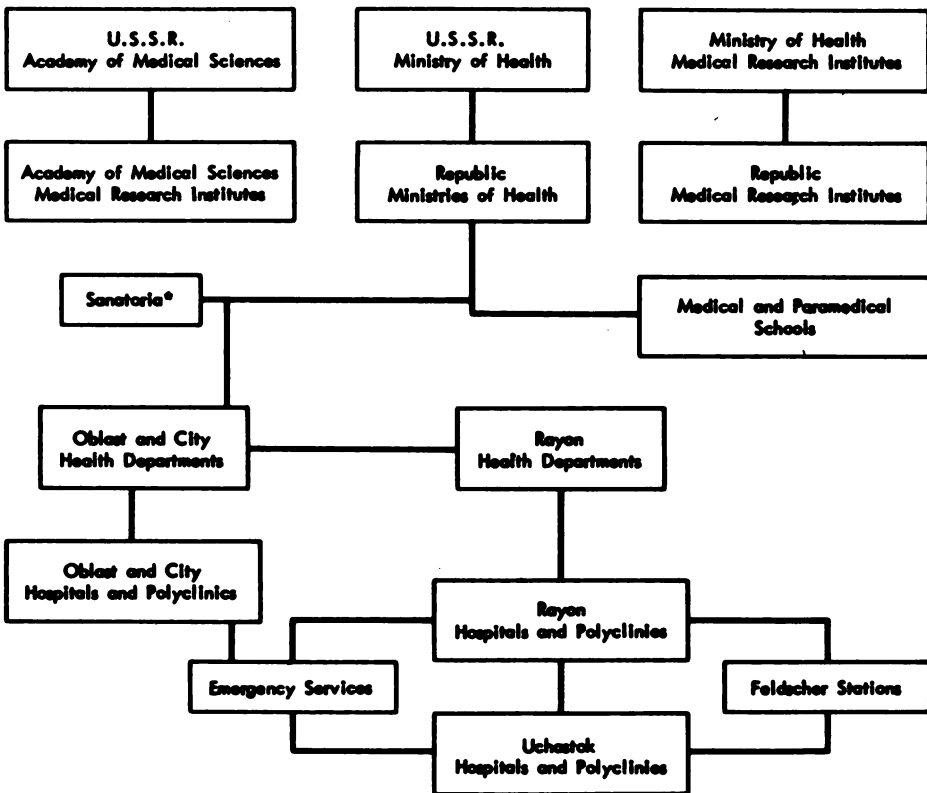 U.S.S.R.
Academy of Medical Sciences
U.S.S.R.
Ministry of Health
Ministry of Health
Medical Research Institutes
Academy of Medical Sciences
Medical Research Institutes
Republic
Ministries of Health
Republic
Medical Research Institutes
Sanatoria*
Medical and Paramedical
Schools
Oblast and City
Health Departments
Rayon
Health Departments
Oblast and City
Hospitals and Polyclinics
Rayon
Hospitals and Polyclinics
Emergency Services
Feldscher Stations
Uchastok
Hospitals and Polyclinics